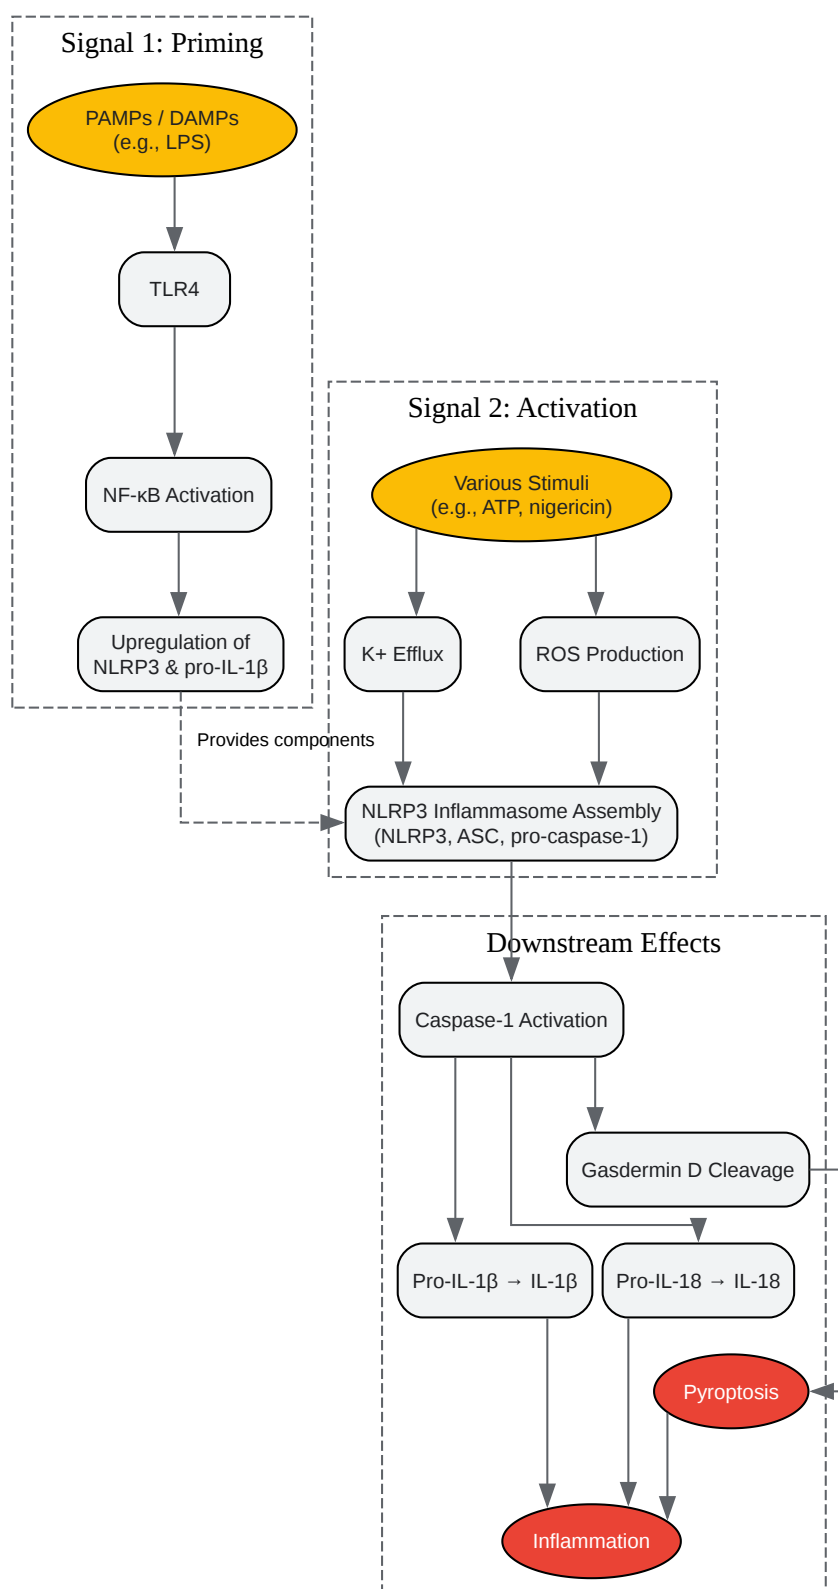 Signal 1: Priming
PAMPs / DAMPs
(e.g., LPS)
TLR4
NF-κB Activation
Upregulation of
NLRP3 & pro-IL-1β
Provides components
Signal 2: Activation
Various Stimuli
(e.g., ATP, nigericin)
K+ Efflux
ROS Production
NLRP3 Inflammasome Assembly
(NLRP3, ASC, pro-caspase-1)
Downstream Effects
Caspase-1 Activation
Gasdermin D Cleavage
Pro-IL-1β → IL-1β
Pro-IL-18 → IL-18
Pyroptosis
Inflammation